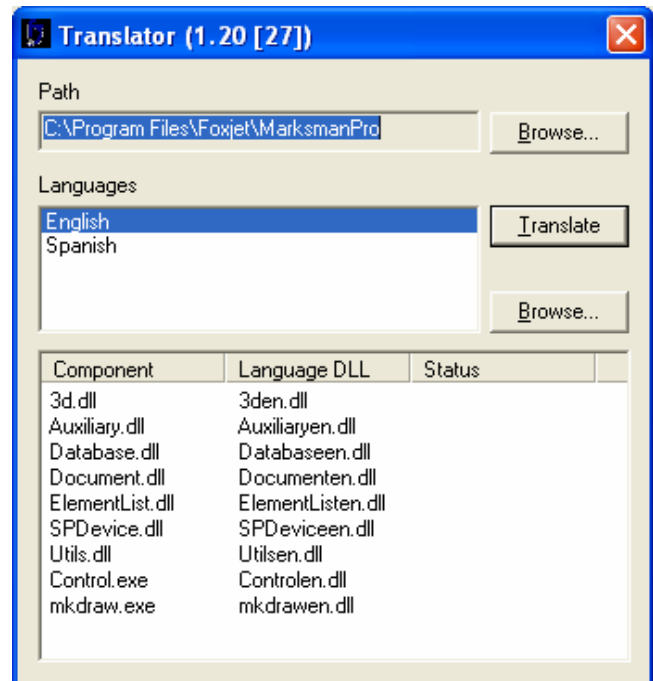 Translator (1.20 [27])
Path
C:\Program Files\Foxjet\MarksmanPro
Browse...
Languages
English
Translate
Spanish
Browse...
Component Language DLL Status
3d.dll 3den.dll
Auxiliary.dll Auxiliaryen.dll
Database.dll Databaseen.dll
Document.dll Documenten.dll
ElementList.dll ElementListen.dll
SPDevice.dll SPDeviceen.dll
Utils.dll Utilsen.dll
Control.exe Controlen.dll
mkdraw.exe mkdrawen.dll